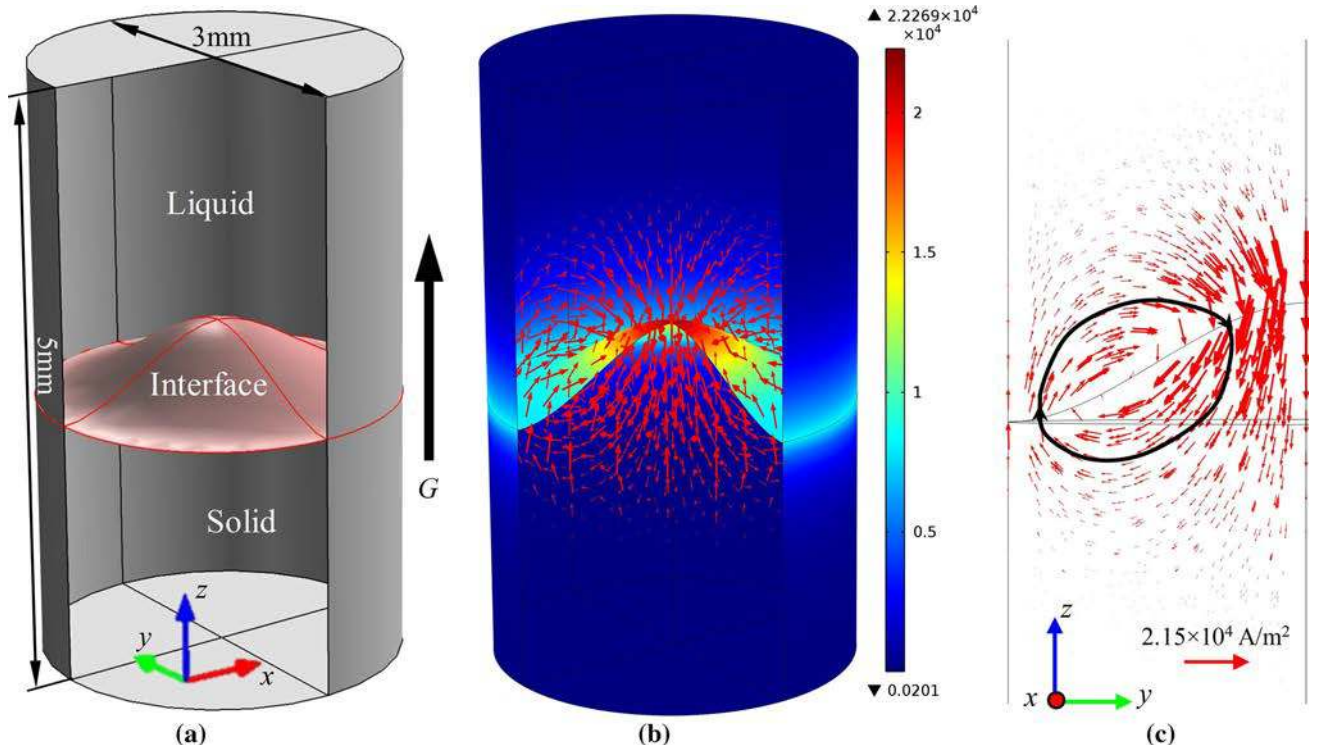 3mm
5mm
Liquid
Interface
Solid
G
z
y
x
(a)
▲ 2.2269×10⁴
×10⁴
2
1.5
1
0.5
▼ 0.0201
(b)
2.15×10⁴ A/m²
z
x
y
(c)